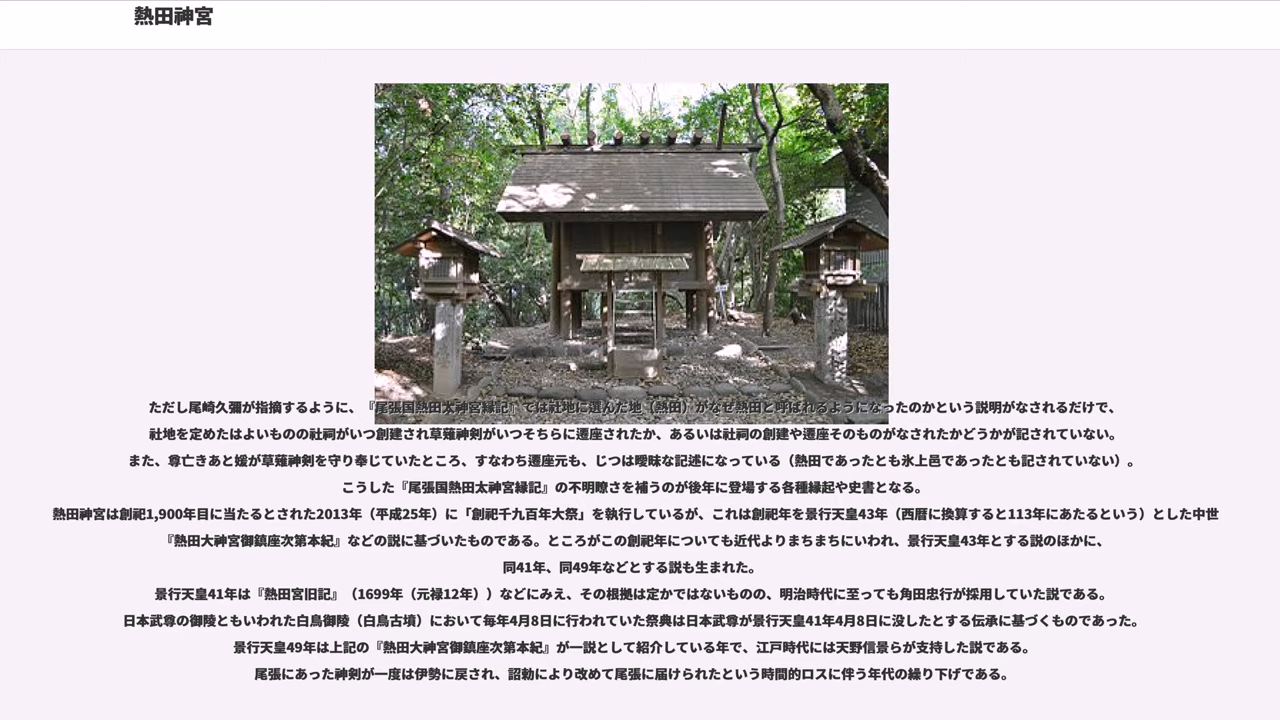 熱田神宮
ただし尾崎久彌が指摘するように、『尾張国熱田太神宮縁記』では社地に選んだ地（熱田）がなぜ熱田と呼ばれるようになったのかという説明がなされるだけで、
社地を定めたはよいものの社祠がいつ創建され草薙神剣がいつそちらに遷座されたか、あるいは社祠の創建や遷座そのものがなされたかどうかが記されていない。
また、尊亡きあと媛が草薙神剣を守り奉じていたところ、すなわち遷座元も、じつは曖昧な記述になっている（熱田であったとも氷上邑であったとも記されていない）。
こうした『尾張国熱田太神宮縁記』の不明瞭さを補うのが後年に登場する各種縁起や史書となる。
熱田神宮は創祀1,900年目に当たるとされた2013年（平成25年）に「創祀千九百年大祭」を執行しているが、これは創祀年を景行天皇43年（西暦に換算すると113年にあたるという）とした中世
『熱田大神宮御鎮座次第本紀』などの説に基づいたものである。ところがこの創祀年についても近代よりまちまちにいわれ、景行天皇43年とする説のほかに、
同41年、同49年などとする説も生まれた。
景行天皇41年は『熱田宮旧記』（1699年（元禄12年））などにみえ、その根拠は定かではないものの、明治時代に至っても角田忠行が採用していた説である。
日本武尊の御陵ともいわれた白鳥御陵（白鳥古墳）において毎年4月8日に行われていた祭典は日本武尊が景行天皇41年4月8日に没したとする伝承に基づくものであった。
景行天皇49年は上記の『熱田大神宮御鎮座次第本紀』が一説として紹介している年で、江戸時代には天野信景らが支持した説である。
尾張にあった神剣が一度は伊勢に戻され、詔勅により改めて尾張に届けられたという時間的ロスに伴う年代の繰り下げである。